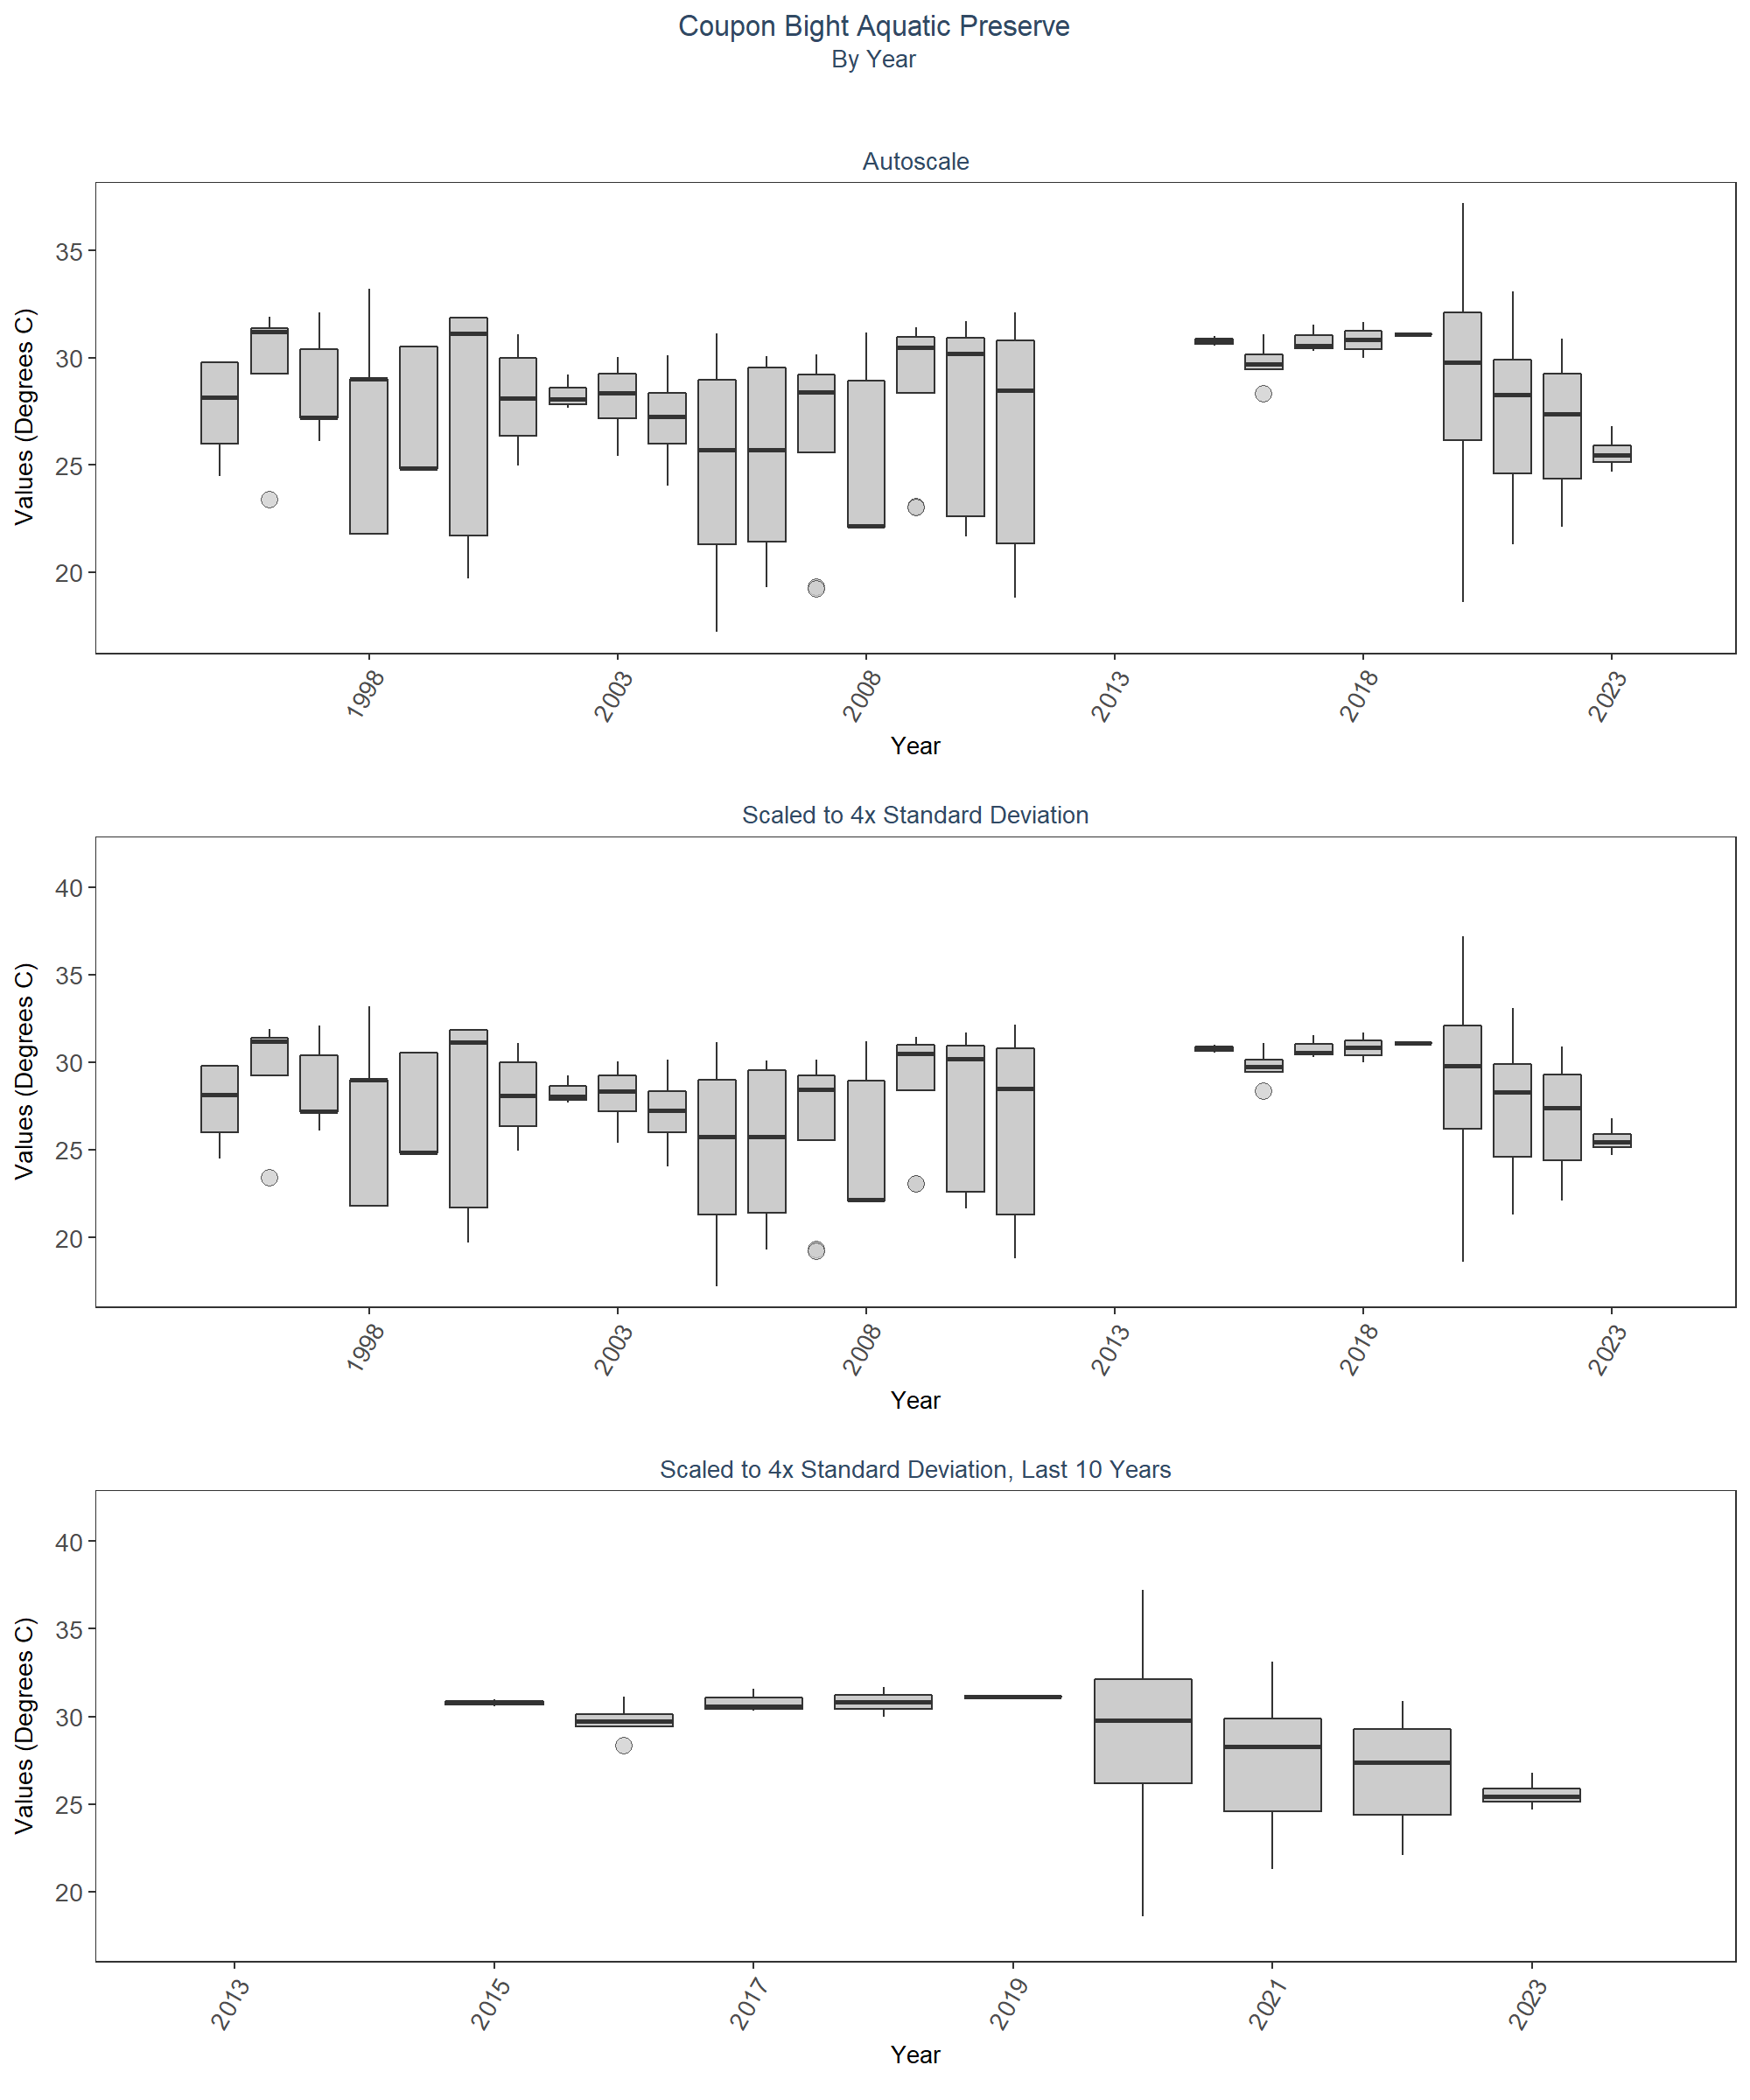 Coupon Bight Aquatic Preserve
By Year
Autoscale
Values (Degrees C)
35
30
25
20
1998
2003
2008
2013
2018
2023
Year
Scaled to 4x Standard Deviation
Values (Degrees C)
40
35
30
25
20
1998
2003
2008
2013
2018
2023
Year
Scaled to 4x Standard Deviation, Last 10 Years
Values (Degrees C)
40
35
30
25
20
2013
2015
2017
2019
2021
2023
Year